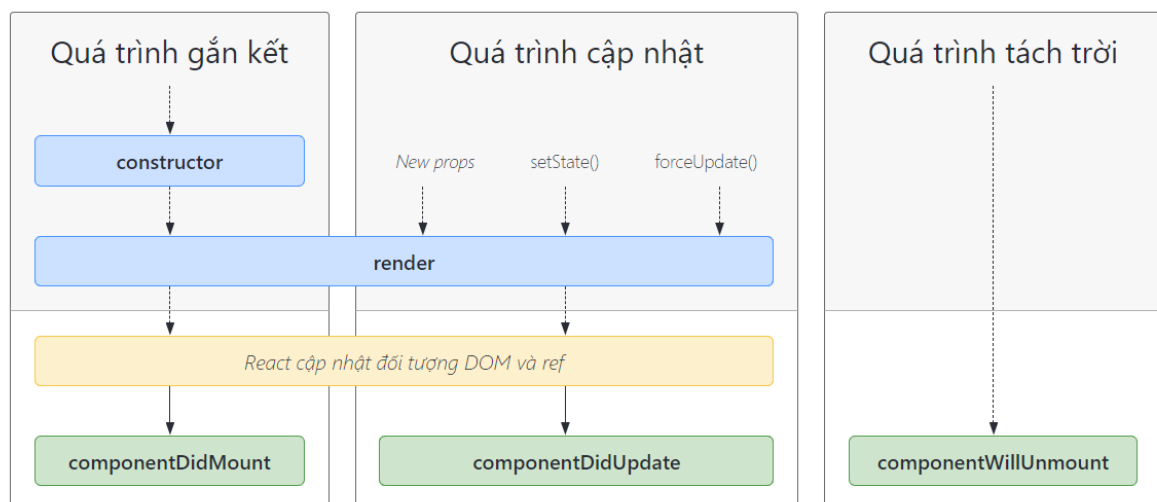 Quá trình gắn kết
Quá trình cập nhật
Quá trình tách trời
constructor
New props
setState()
forceUpdate()
render
React cập nhật đối tượng DOM và ref
componentDidMount
componentDidUpdate
componentWillUnmount